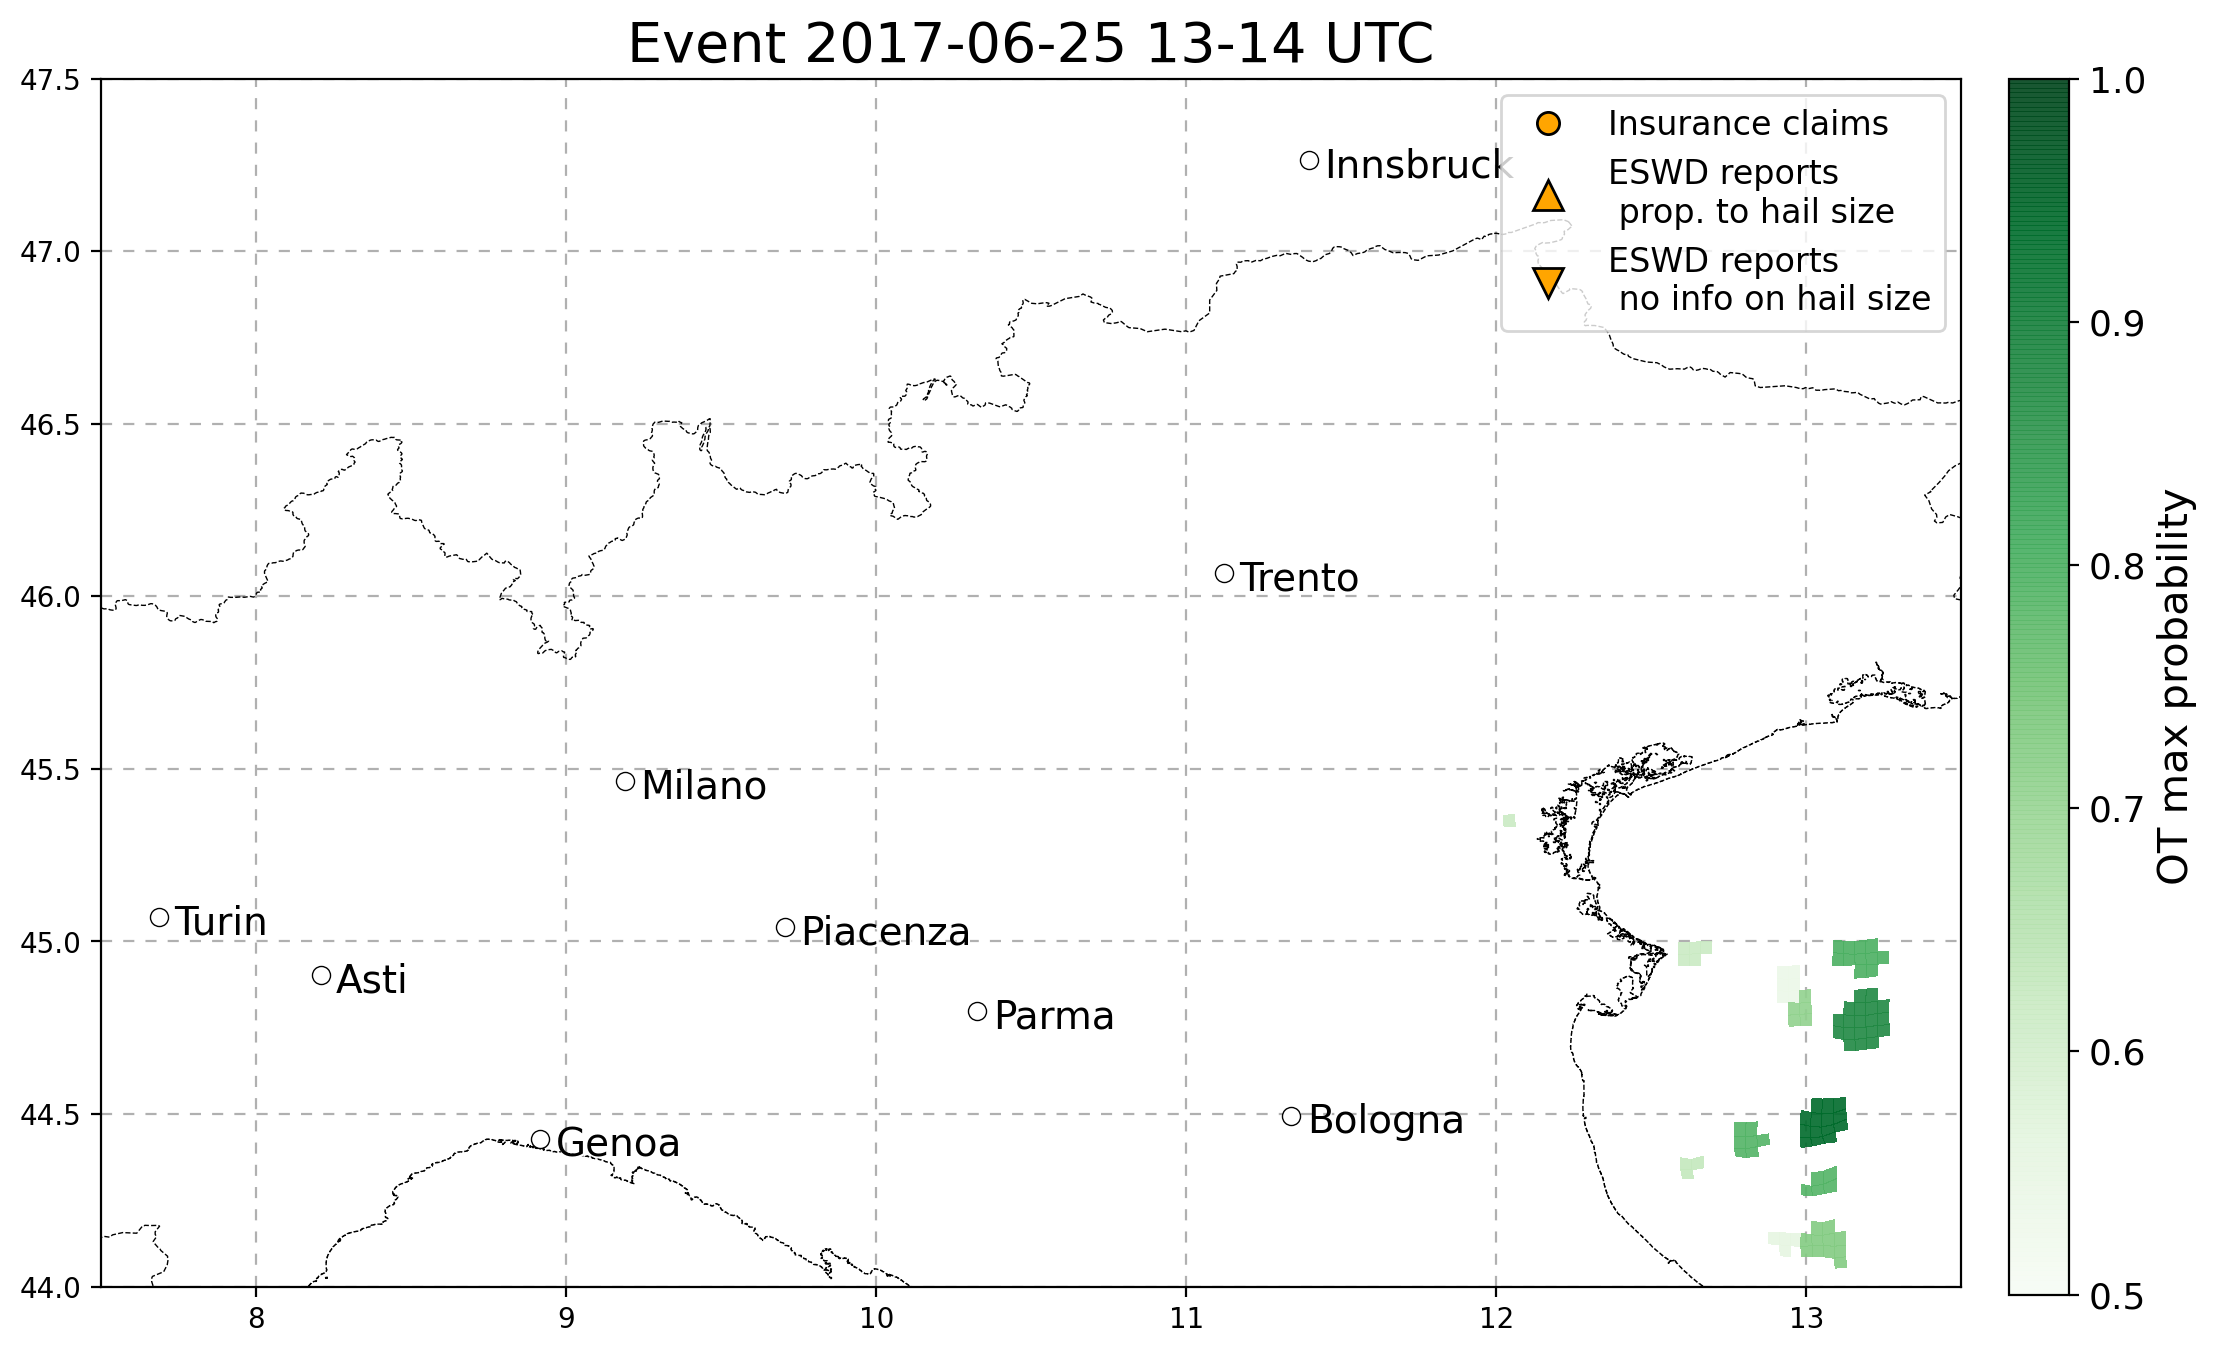 Event 2017-06-25 13-14 UTC
47.5
47.0
46.5
46.0
45.5
45.0
44.5
44.0
8
9
10
11
12
13
Innsbruck
Trento
Milano
Turin
Piacenza
Asti
Parma
Bologna
Genoa
Insurance claims
ESWD reports
prop. to hail size
ESWD reports
no info on hail size
1.0
0.9
0.8
0.7
0.6
0.5
OT max probability